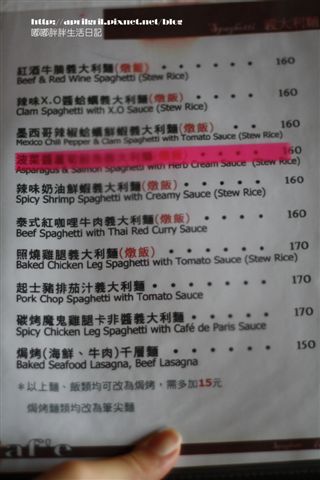 http://aprilgril.pixnet.net/blog
嘟嘟胖胖生活日記
Spaghetti 義大利麵
紅酒牛腩義大利麵(燉飯) 160
Beef & Red Wine Spaghetti (Stew Rice)
辣味X.O醬蛤蠣義大利麵(燉飯) 160
Clam Spaghetti with X.O Sauce (Stew Rice)
墨西哥辣椒蛤蠣鮮蝦義大利麵(燉飯) 160
Mexico Chili Pepper & Clam Spaghetti with Tomato Sauce (Stew Rice)
義大利麵(燉飯) 160
Asparagus & Salmon Spaghetti with Herb Cream Sauce (Stew Rice)
辣味奶油鮮蝦義大利麵(燉飯) 160
Spicy Shrimp Spaghetti with Creamy Sauce (Stew Rice)
泰式紅咖哩牛肉義大利麵(燉飯) 160
Beef Spaghetti with Thai Red Curry Sauce
照燒雞腿義大利麵(燉飯) 170
Baked Chicken Leg Spaghetti with Tomato Sauce (Stew Rice)
起士豬排茄汁義大利麵 170
Pork Chop Spaghetti with Tomato Sauce
碳烤魔鬼雞腿卡非醬義大利麵 170
Spicy Chicken Leg Spaghetti with Café de Paris Sauce
焗烤(海鮮、牛肉)千層麵 150
Baked Seafood Lasagna, Beef Lasagna
＊以上麵、飯類均可改為焗烤，需多加15元
焗烤麵類均改為筆尖麵